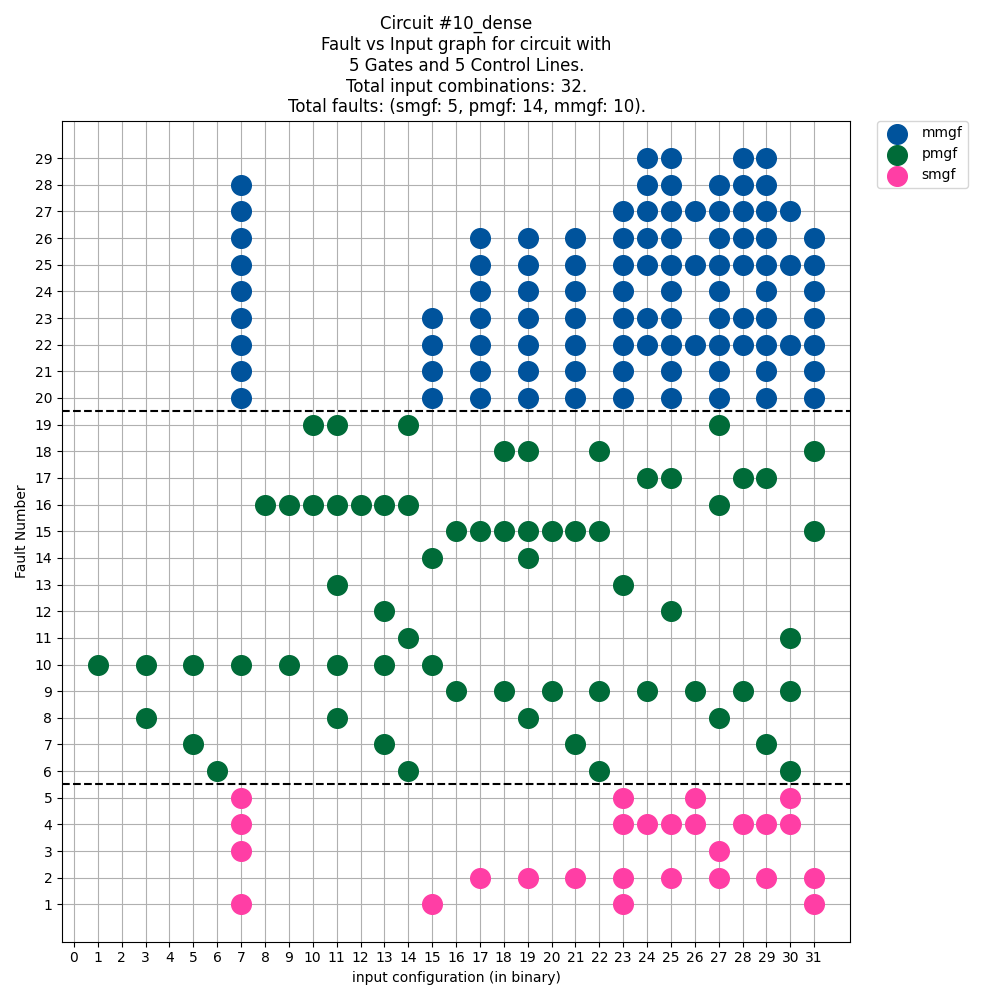 Circuit #10_dense
Fault vs Input graph for circuit with
5 Gates and 5 Control Lines.
Total input combinations: 32.
Total faults: (smgf: 5, pmgf: 14, mmgf: 10).
mmgf
pmgf
smgf
Fault Number
29
28
27
26
25
24
23
22
21
20
19
18
17
16
15
14
13
12
11
10
9
8
7
6
5
4
3
2
1
0 1 2 3 4 5 6 7 8 9 10 11 12 13 14 15 16 17 18 19 20 21 22 23 24 25 26 27 28 29 30 31
input configuration (in binary)